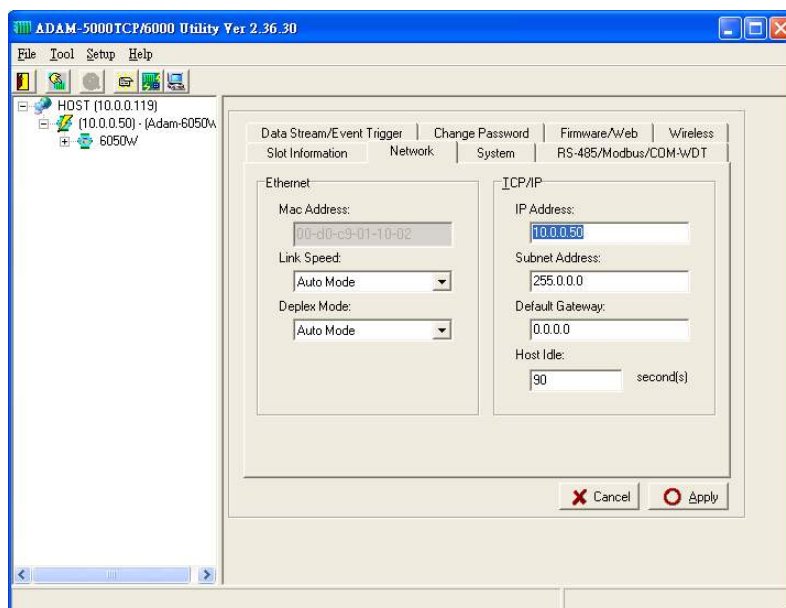 ADAM-5000TCP/6000 Utility Ver 2.36.30
File Tool Setup Help
HOST (10.0.0.119)
(10.0.0.50) - (Adam-6050W
6050W
Data Stream/Event Trigger Change Password Firmware/Web Wireless
Slot Information Network System RS-485/Modbus/COM-WDT
Ethernet
Mac Address:
00-d0-c9-01-10-02
Link Speed:
Auto Mode
Deplex Mode:
Auto Mode
TCP/IP
IP Address:
10.0.0.50
Subnet Address:
255.0.0.0
Default Gateway:
0.0.0.0
Host Idle:
90 second(s)
Cancel Apply